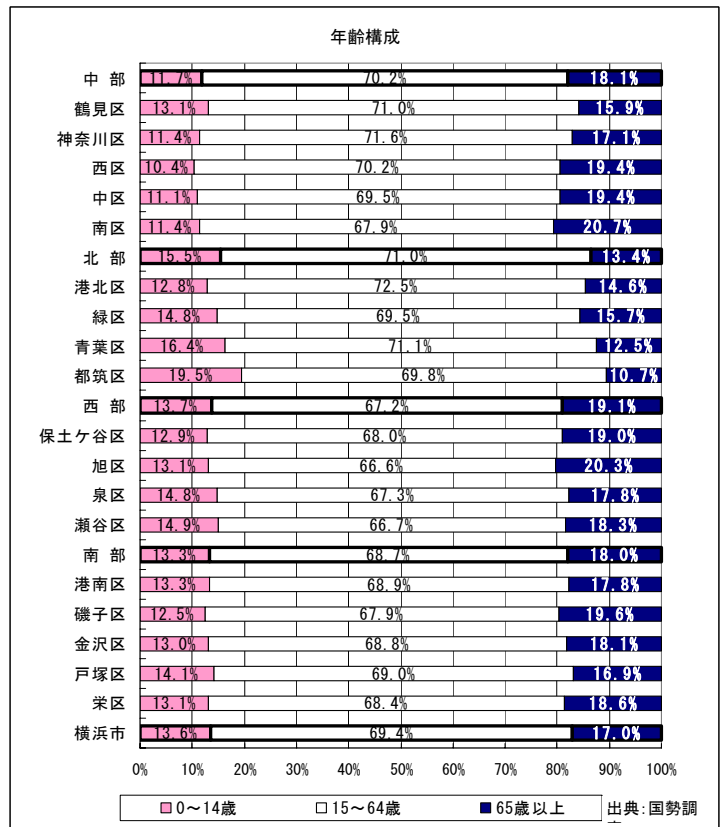 年齢構成
中 部 11.7% 70.2% 18.1%
鶴見区 13.1% 71.0% 15.9%
神奈川区 11.4% 71.6% 17.1%
西区 10.4% 70.2% 19.4%
中区 11.1% 69.5% 19.4%
南区 11.4% 67.9% 20.7%
北 部 15.5% 71.0% 13.4%
港北区 12.8% 72.5% 14.6%
緑区 14.8% 69.5% 15.7%
青葉区 16.4% 71.1% 12.5%
都筑区 19.5% 69.8% 10.7%
西 部 13.7% 67.2% 19.1%
保土ケ谷区 12.9% 68.0% 19.0%
旭区 13.1% 66.6% 20.3%
泉区 14.8% 67.3% 17.8%
瀬谷区 14.9% 66.7% 18.3%
南 部 13.3% 68.7% 18.0%
港南区 13.3% 68.9% 17.8%
磯子区 12.5% 67.9% 19.6%
金沢区 13.0% 68.8% 18.1%
戸塚区 14.1% 69.0% 16.9%
栄区 13.1% 68.4% 18.6%
横浜市 13.6% 69.4% 17.0%
0% 10% 20% 30% 40% 50% 60% 70% 80% 90% 100%
0～14歳 15～64歳 65歳以上 出典:国勢調